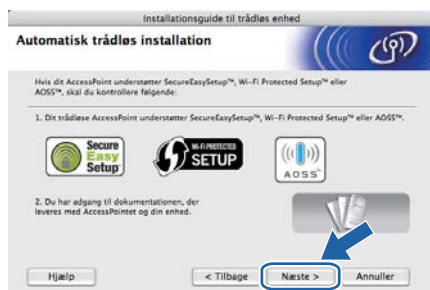 Installationsguide til trådløs enhed
Automatisk trådløs installation
Hvis dit AccessPoint understøtter SecureEasySetup™, Wi-Fi Protected Setup™ eller
AOSS™, skal du kontrollere følgende:
1. Dit trådløse AccessPoint understøtter SecureEasySetup™, Wi-Fi Protected Setup™ eller AOSS™.
Secure
Easy
Setup
WI-FI PROTECTED
SETUP
AOSS
2. Du har adgang til dokumentationen, der
leveres med AccessPointet og din enhed.
Hjælp
< Tilbage
Næste >
Annuller